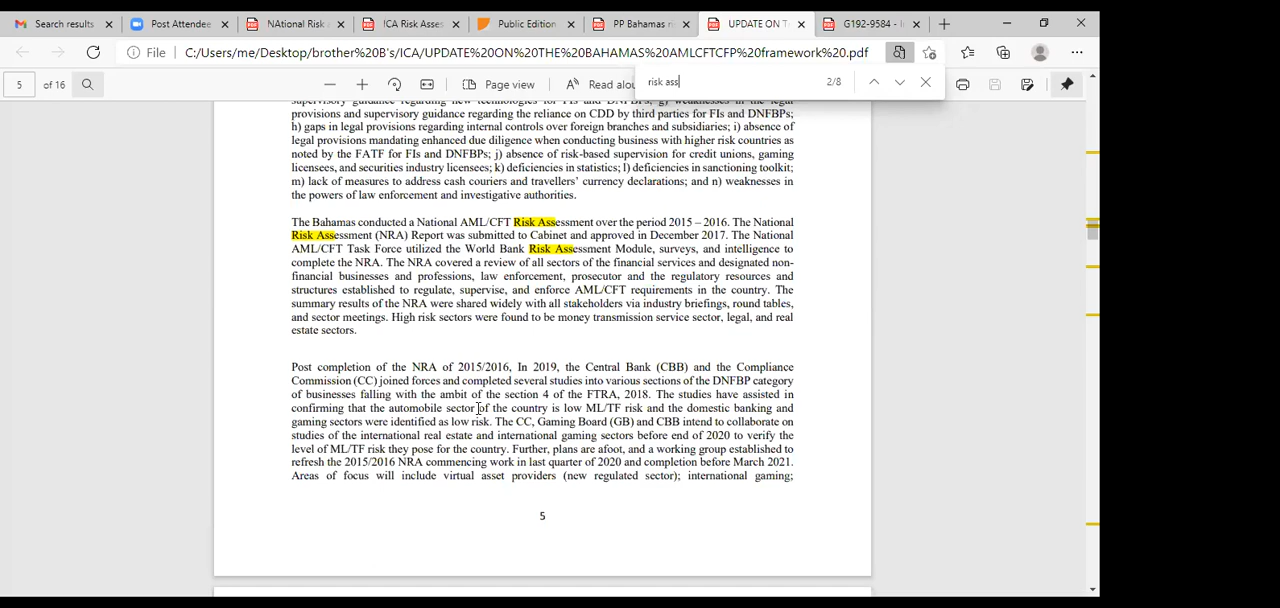 Search results
Post Attendee
NAtional Risk A
!CA Risk Asses
Public Edition
PP Bahamas ri
UPDATE ON T
G192-9584 - I
File
C:/Users/me/Desktop/brother%20B's/ICA/UPDATE%20ON%20THE%20BAHAMAS%20AMLCFTCFP%20framework%20.pdf
5 of 16
Page view
Read alou
risk ass
2/8
supervisory guidance regarding new technologies for FIs and DNFBPs; g) weaknesses in the legal
provisions and supervisory guidance regarding the reliance on CDD by third parties for FIs and DNFBPs;
h) gaps in legal provisions regarding internal controls over foreign branches and subsidiaries; i) absence of
legal provisions mandating enhanced due diligence when conducting business with higher risk countries as
noted by the FATF for FIs and DNFBPs; j) absence of risk-based supervision for credit unions, gaming
licensees, and securities industry licensees; k) deficiencies in statistics; l) deficiencies in sanctioning toolkit;
m) lack of measures to address cash couriers and travellers' currency declarations; and n) weaknesses in
the powers of law enforcement and investigative authorities.
The Bahamas conducted a National AML/CFT Risk Assessment over the period 2015 – 2016. The National
Risk Assessment (NRA) Report was submitted to Cabinet and approved in December 2017. The National
AML/CFT Task Force utilized the World Bank Risk Assessment Module, surveys, and intelligence to
complete the NRA. The NRA covered a review of all sectors of the financial services and designated non-
financial businesses and professions, law enforcement, prosecutor and the regulatory resources and
structures established to regulate, supervise, and enforce AML/CFT requirements in the country. The
summary results of the NRA were shared widely with all stakeholders via industry briefings, round tables,
and sector meetings. High risk sectors were found to be money transmission service sector, legal, and real
estate sectors.
Post completion of the NRA of 2015/2016, In 2019, the Central Bank (CBB) and the Compliance
Commission (CC) joined forces and completed several studies into various sections of the DNFBP category
of businesses falling with the ambit of the section 4 of the FTRA, 2018. The studies have assisted in
confirming that the automobile sector of the country is low ML/TF risk and the domestic banking and
gaming sectors were identified as low risk. The CC, Gaming Board (GB) and CBB intend to collaborate on
studies of the international real estate and international gaming sectors before end of 2020 to verify the
level of ML/TF risk they pose for the country. Further, plans are afoot, and a working group established to
refresh the 2015/2016 NRA commencing work in last quarter of 2020 and completion before March 2021.
Areas of focus will include virtual asset providers (new regulated sector); international gaming;
5